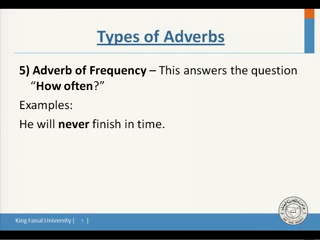 Types of Adverbs
5) Adverb of Frequency – This answers the question
“How often?”
Examples:
He will never finish in time.
King Faisal University [ ]